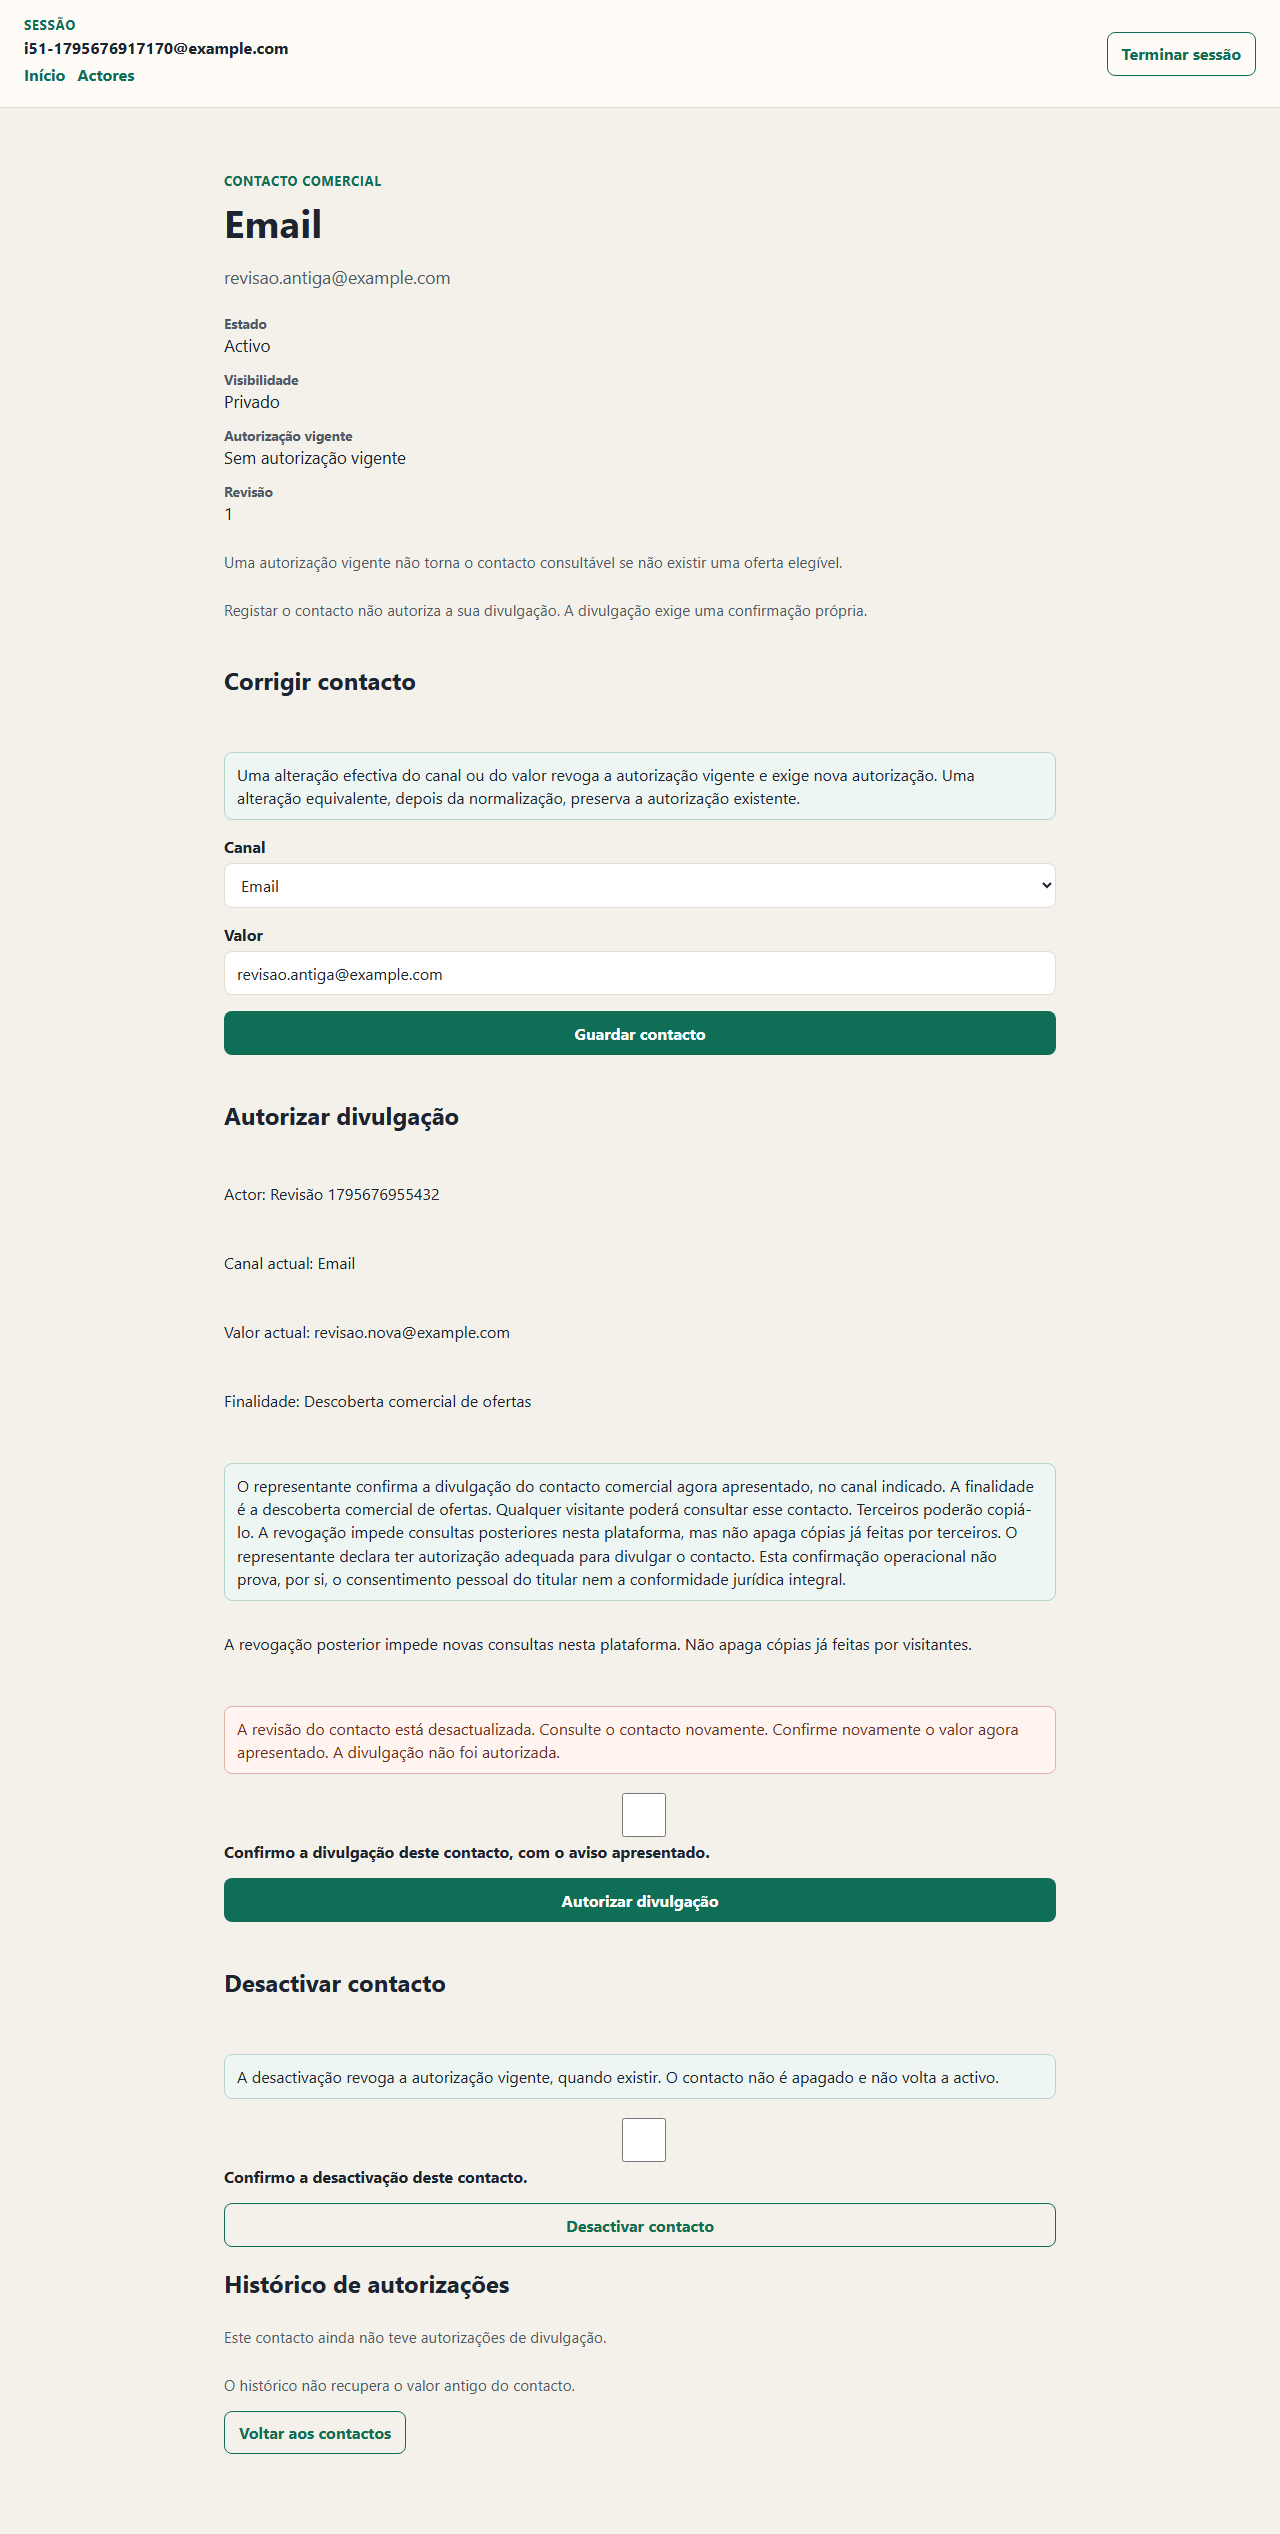 SESSÃO
i51-1795676917170@example.com
Início Actores
Terminar sessão
CONTACTO COMERCIAL
Email
revisao.antiga@example.com
Estado
Activo
Visibilidade
Privado
Autorização vigente
Sem autorização vigente
Revisão
1
Uma autorização vigente não torna o contacto consultável se não existir uma oferta elegível.
Registar o contacto não autoriza a sua divulgação. A divulgação exige uma confirmação própria.
Corrigir contacto
Uma alteração efectiva do canal ou do valor revoga a autorização vigente e exige nova autorização. Uma
alteração equivalente, depois da normalização, preserva a autorização existente.
Canal
Email
Valor
revisao.antiga@example.com
Guardar contacto
Autorizar divulgação
Actor: Revisão 1795676955432
Canal actual: Email
Valor actual: revisao.nova@example.com
Finalidade: Descoberta comercial de ofertas
O representante confirma a divulgação do contacto comercial agora apresentado, no canal indicado. A finalidade
é a descoberta comercial de ofertas. Qualquer visitante poderá consultar esse contacto. Terceiros poderão copiá-
lo. A revogação impede consultas posteriores nesta plataforma, mas não apaga cópias já feitas por terceiros. O
representante declara ter autorização adequada para divulgar o contacto. Esta confirmação operacional não
prova, por si, o consentimento pessoal do titular nem a conformidade jurídica integral.
A revogação posterior impede novas consultas nesta plataforma. Não apaga cópias já feitas por visitantes.
A revisão do contacto está desactualizada. Consulte o contacto novamente. Confirme novamente o valor agora
apresentado. A divulgação não foi autorizada.
Confirmo a divulgação deste contacto, com o aviso apresentado.
Autorizar divulgação
Desactivar contacto
A desactivação revoga a autorização vigente, quando existir. O contacto não é apagado e não volta a activo.
Confirmo a desactivação deste contacto.
Desactivar contacto
Histórico de autorizações
Este contacto ainda não teve autorizações de divulgação.
O histórico não recupera o valor antigo do contacto.
Voltar aos contactos